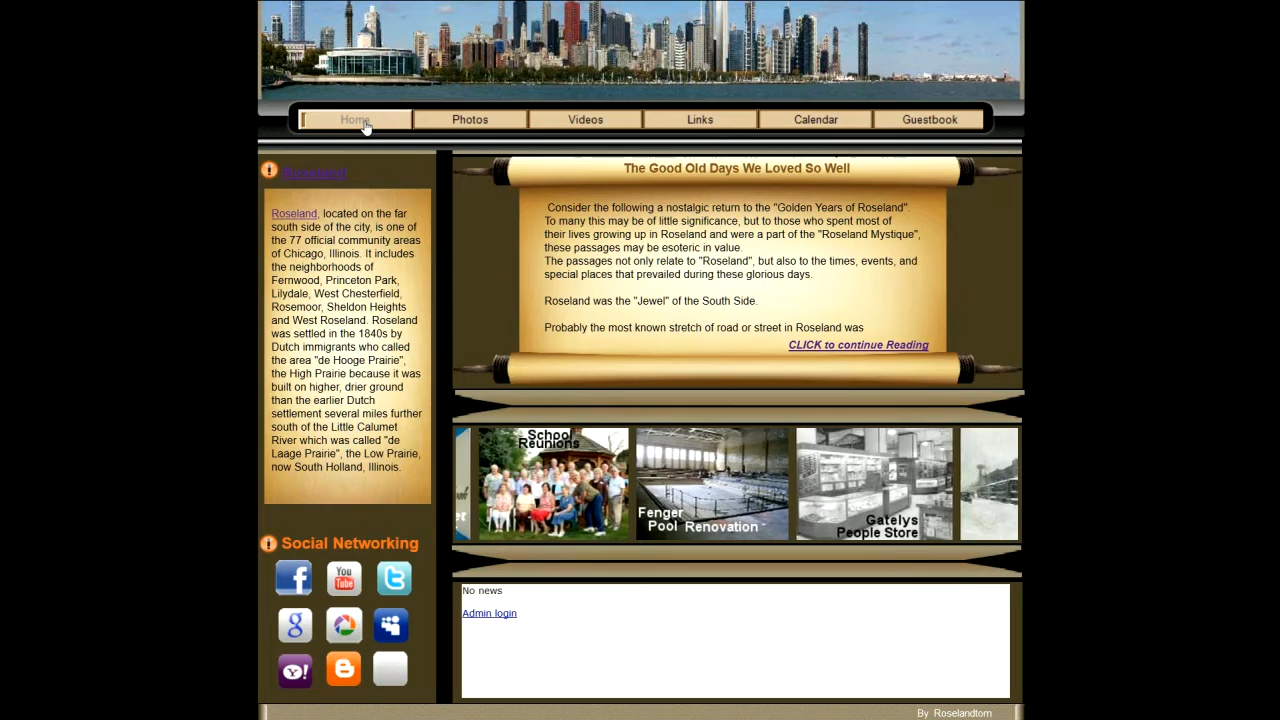 Home
Photos
Videos
Links
Calendar
Guestbook
Roseland, located on the far
south side of the city, is one of
the 77 official community areas
of Chicago, Illinois. It includes
the neighborhoods of
Fernwood, Princeton Park,
Lilydale, West Chesterfield,
Rosemoor, Sheldon Heights
and West Roseland. Roseland
was settled in the 1840s by
Dutch immigrants who called
the area "de Hooge Prairie",
the High Prairie because it was
built on higher, drier ground
than the earlier Dutch
settlement several miles further
south of the Little Calumet
River which was called "de
Laage Prairie", the Low Prairie,
now South Holland, Illinois.
Social Networking
You
Tube
The Good Old Days We Loved So Well
Consider the following a nostalgic return to the "Golden Years of Roseland".
To many this may be of little significance, but to those who spent most of
their lives growing up in Roseland and were a part of the "Roseland Mystique",
these passages may be esoteric in value.
The passages not only relate to "Roseland", but also to the times, events, and
special places that prevailed during these glorious days.
Roseland was the "Jewel" of the South Side.
Probably the most known stretch of road or street in Roseland was
CLICK to continue Reading
School
Reunions
Fenger
Pool Renovation
Gatelys
People Store
No news
Admin login
By Roselandtom